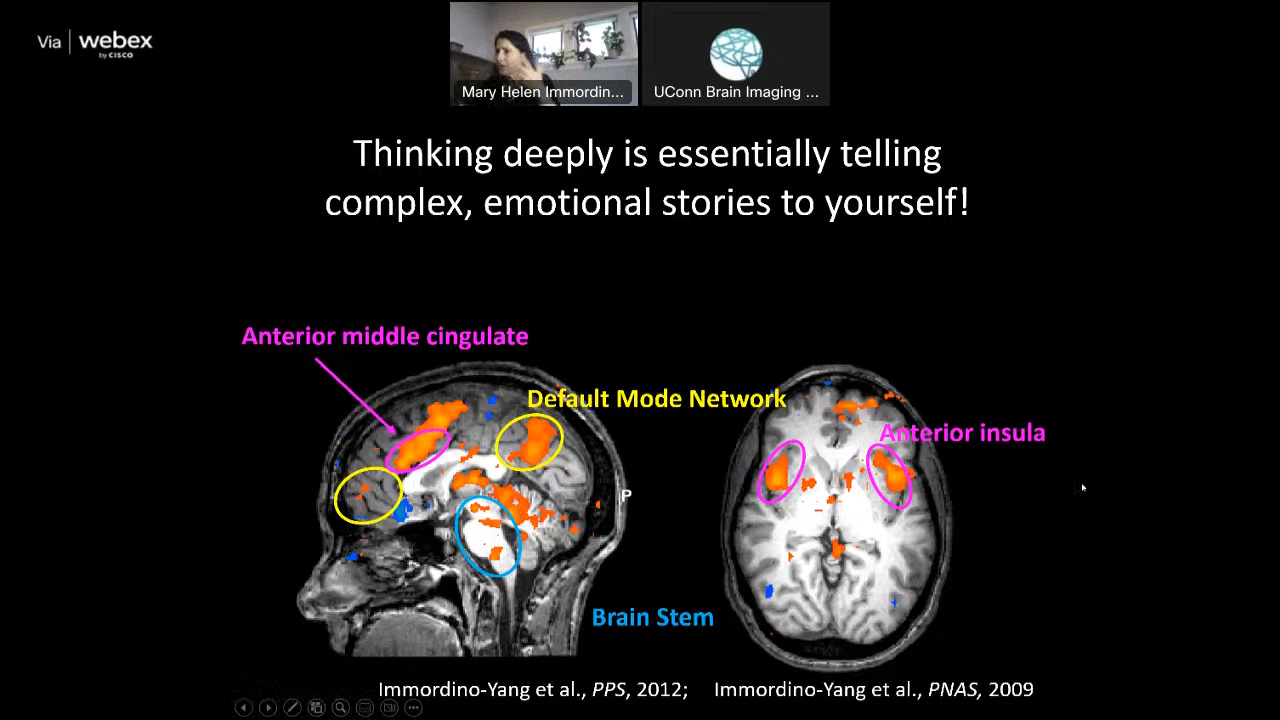 Via | webex
by CISCO
Mary Helen Immordin...
UConn Brain Imaging ...
Thinking deeply is essentially telling
complex, emotional stories to yourself!
Anterior middle cingulate
Default Mode Network
Anterior insula
P
Brain Stem
Immordino-Yang et al., PPS, 2012; Immordino-Yang et al., PNAS, 2009